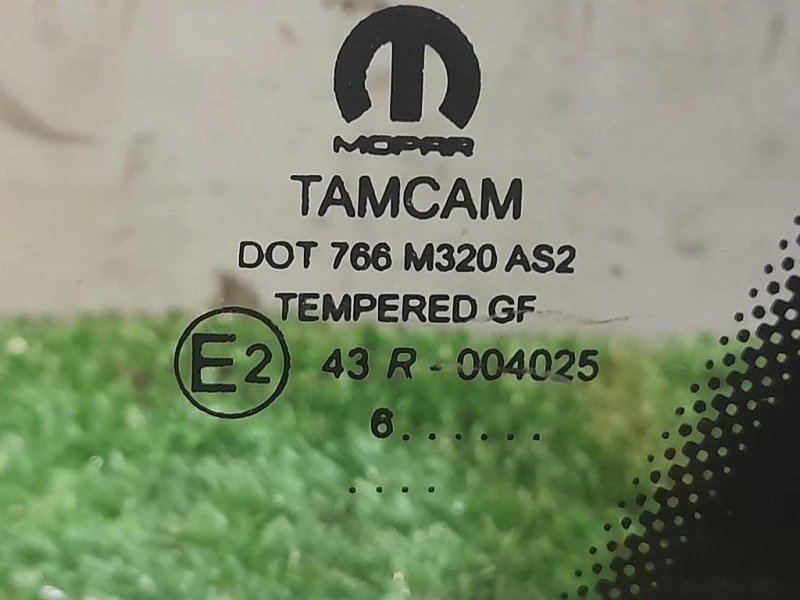 MOPAR
TAMCAM
DOT 766 M320 AS2
TEMPERED GF
E2 43 R - 004025
6.......
....